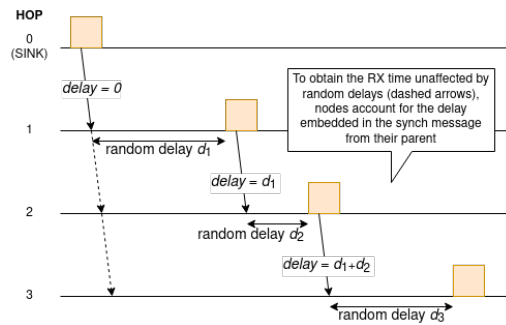 HOP
0
(SINK)
delay = 0
To obtain the RX time unaffected by
random delays (dashed arrows),
nodes account for the delay
embedded in the synch message
from their parent
1
random delay d1
delay = d1
2
random delay d2
delay = d1+d2
3
random delay d3